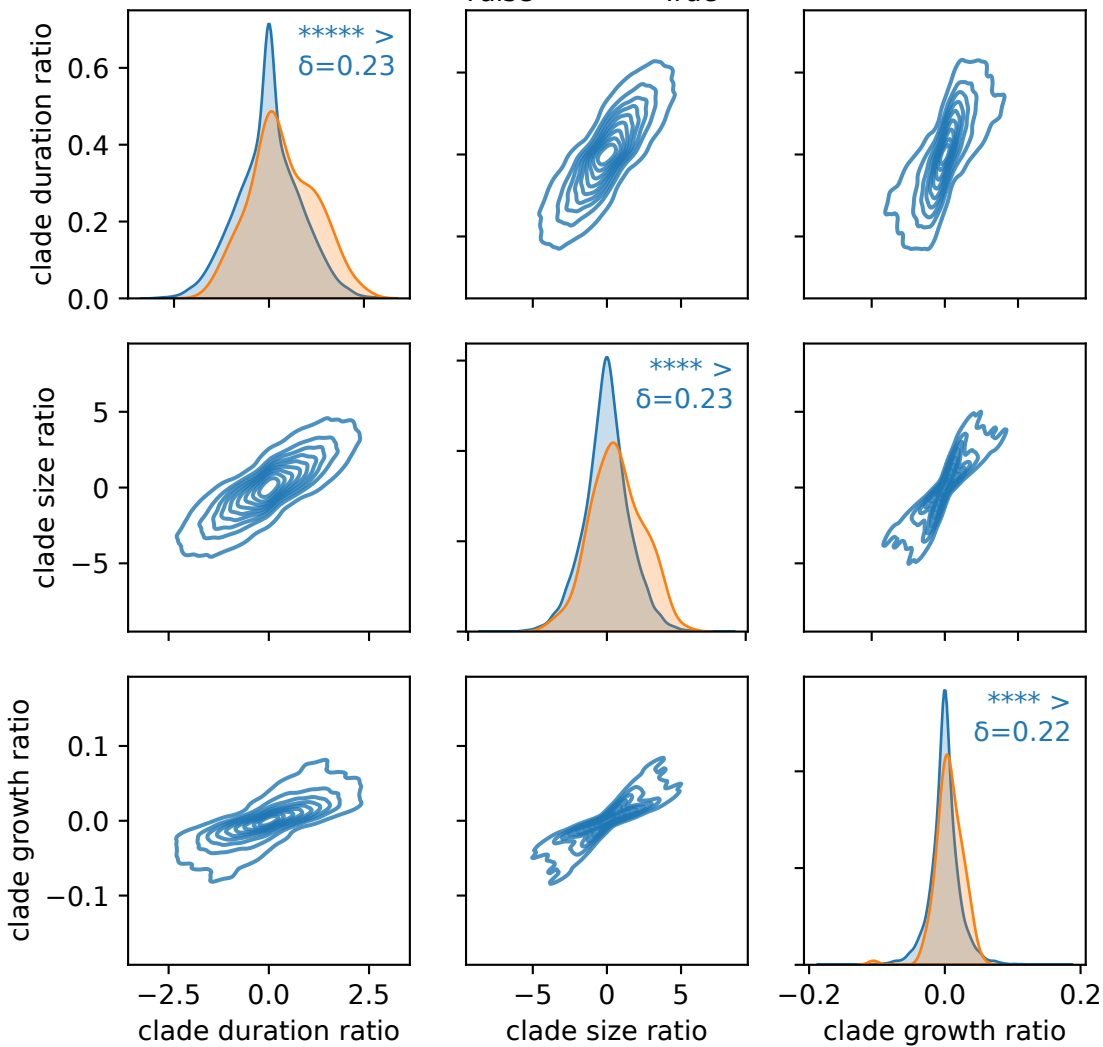 ***** >
δ=0.23
clade duration ratio
0.6
0.4
0.2
0.0
**** >
δ=0.23
clade size ratio
5
0
−5
**** >
δ=0.22
clade growth ratio
0.1
0.0
−0.1
−2.5 0.0 2.5
−5 0 5
−0.2 0.0 0.2
clade duration ratio
clade size ratio
clade growth ratio